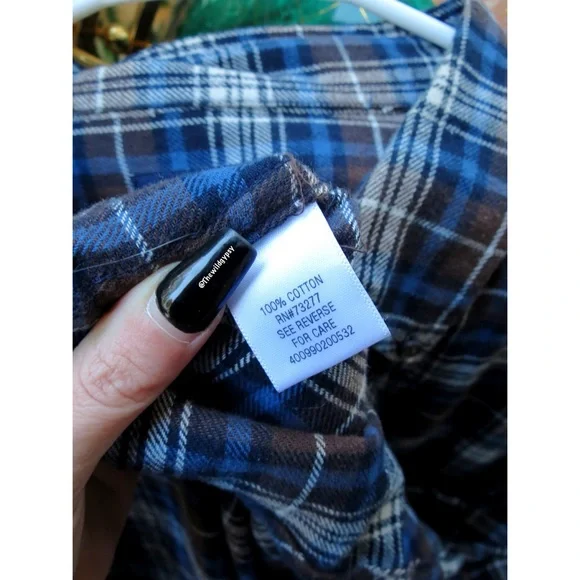 @Thewildgypsy
100% COTTON
RN#73277
SEE REVERSE
FOR CARE
400990200532